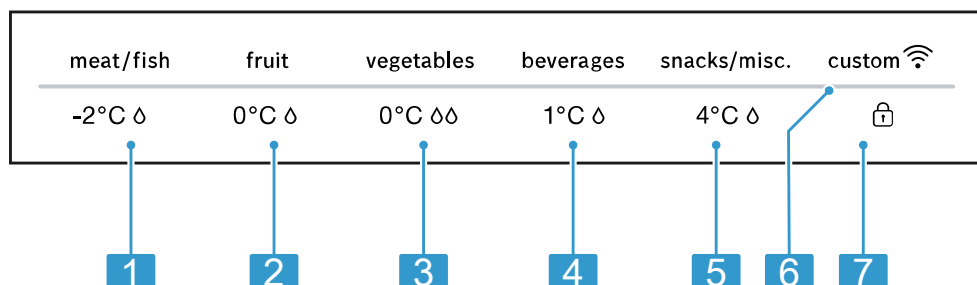 meat/fish fruit vegetables beverages snacks/misc. custom
-2°C 0°C 0°C 1°C 4°C
1 2 3 4 5 6 7